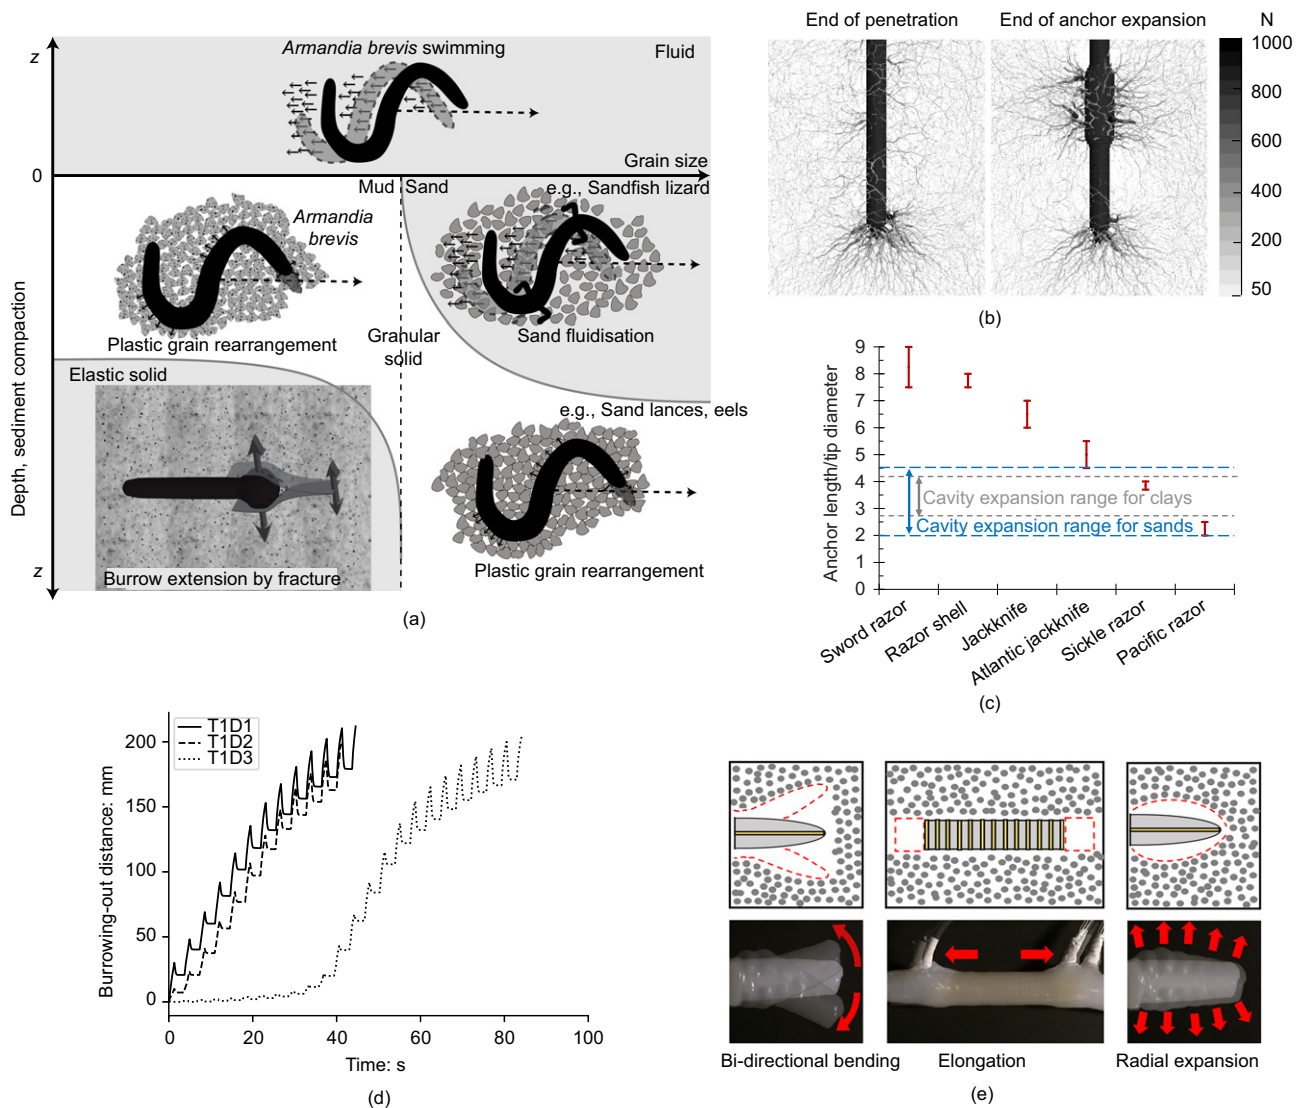 z
Armandia brevis swimming
Fluid
Grain size
0
Mud Sand
e.g., Sandfish lizard
Armandia
brevis
Plastic grain rearrangement
Granular
solid
Sand fluidisation
Elastic solid
e.g., Sand lances, eels
Depth, sediment compaction
z
Burrow extension by fracture
Plastic grain rearrangement
(a)
End of penetration
End of anchor expansion
N
1000
800
600
400
200
50
(b)
Anchor length/tip diameter
9
8
7
6
5
4
3
2
1
0
Cavity expansion range for clays
Cavity expansion range for sands
Sword razor
Razor shell
Jackknife
Atlantic jackknife
Sickle razor
Pacific razor
(c)
T1D1
T1D2
T1D3
Burrowing-out distance: mm
200
150
100
50
0
0
20
40
60
80
100
Time: s
(d)
Bi-directional bending
Elongation
Radial expansion
(e)